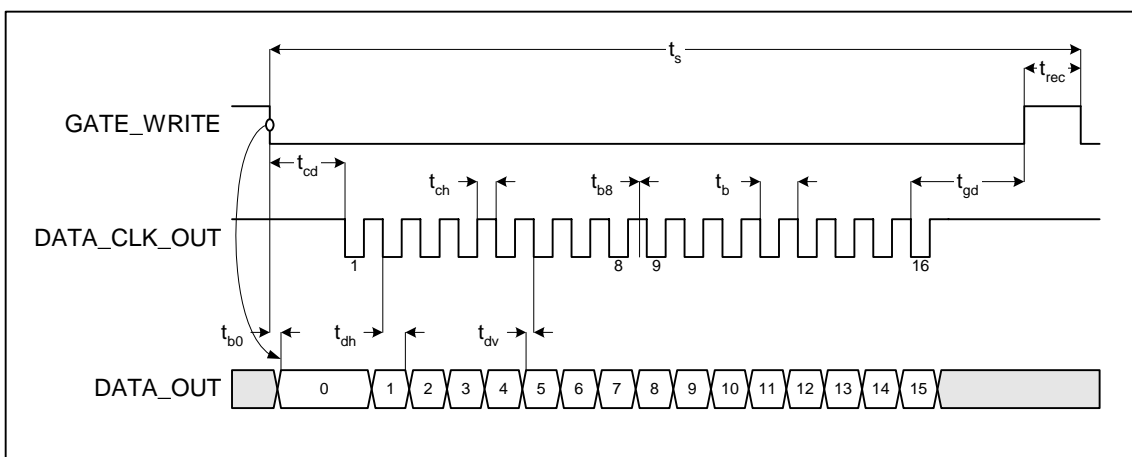 t_s
t_rec
GATE_WRITE
t_cd
t_ch t_b8 t_b t_gd
DATA_CLK_OUT
1 8 9 16
t_b0 t_dh t_dv
DATA_OUT 0 1 2 3 4 5 6 7 8 9 10 11 12 13 14 15